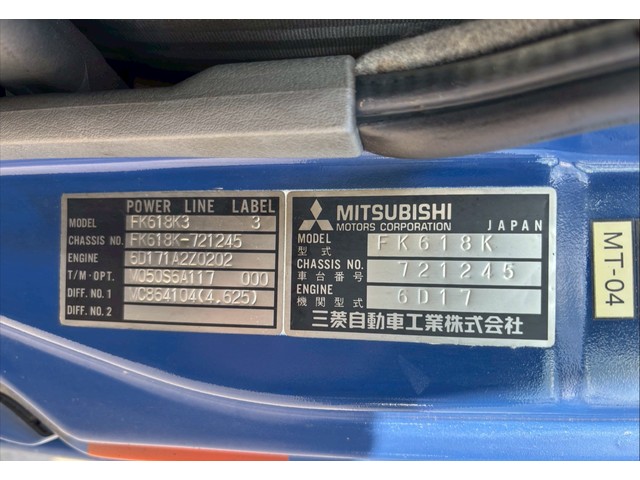 POWER LINE LABEL
MODEL FK618K3 3
CHASSIS NO. FK618K-721245
ENGINE 6D171A2Z0202
T/M・OPT. M050S6A117 000
DIFF. NO. 1 MC854104(4,625)
DIFF. NO. 2
MITSUBISHI
MOTORS CORPORATION JAPAN
MODEL
型式 FK618K
CHASSIS NO.
車台番号 721245
ENGINE
機関型式 6D17
三菱自動車工業株式会社
MT-04